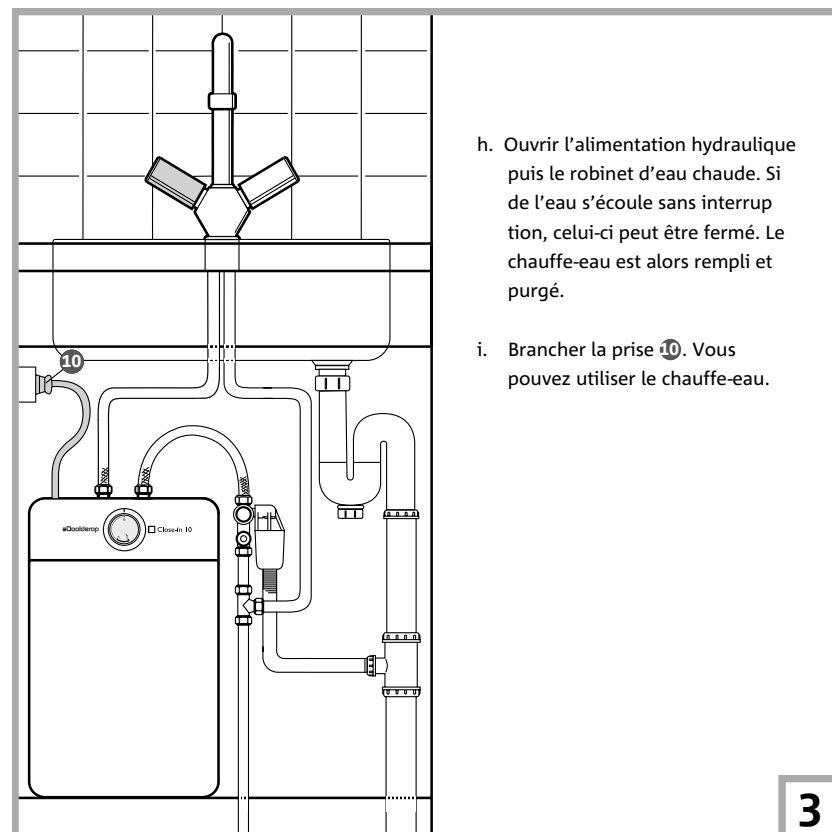 h. Ouvrir l’alimentation hydraulique
puis le robinet d’eau chaude. Si
de l’eau s’écoule sans interrup
tion, celui-ci peut être fermé. Le
chauffe-eau est alors rempli et
purgé.
i. Brancher la prise 10. Vous
pouvez utiliser le chauffe-eau.
10
Close-in 10
3